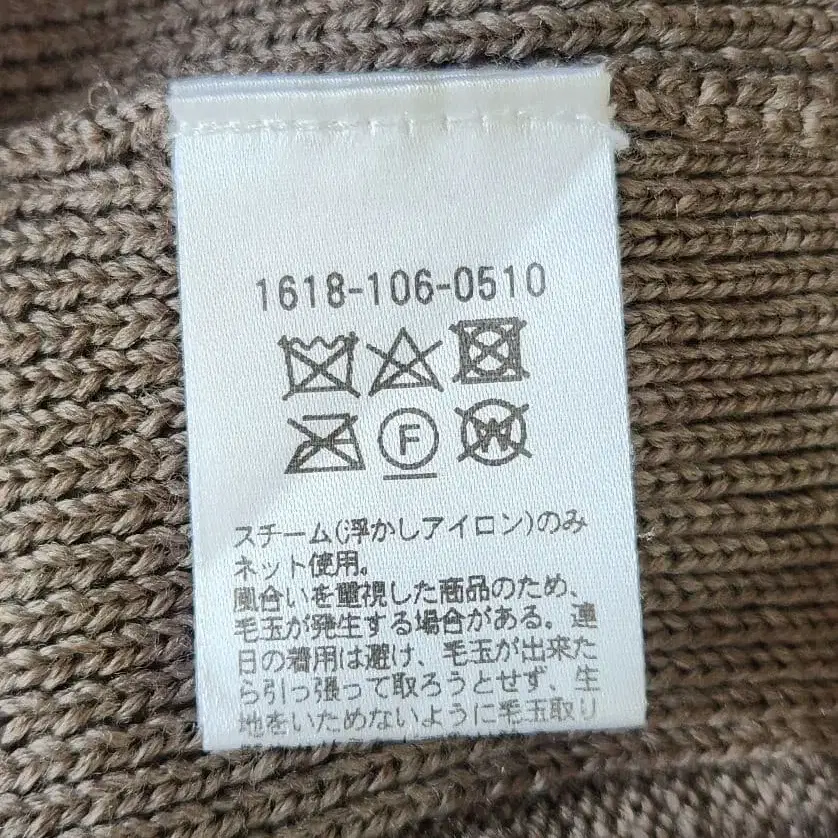 1618-106-0510
F
W
スチーム(浮かしアイロン)のみ
ネット使用。
風合いを重視した商品のため、
毛玉が発生する場合がある。連
日の着用は避け、毛玉が出来た
ら引っ張って取ろうとせず、生
地をいためないように毛玉取り